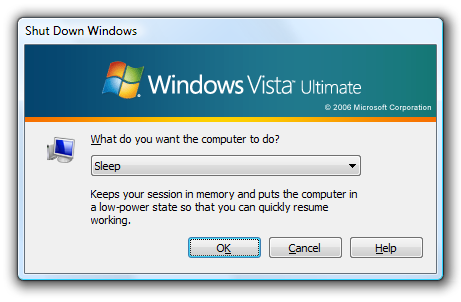 Shut Down Windows
Windows Vista™ Ultimate
© 2006 Microsoft Corporation
What do you want the computer to do?
Sleep
Keeps your session in memory and puts the computer in
a low-power state so that you can quickly resume
working.
OK Cancel Help